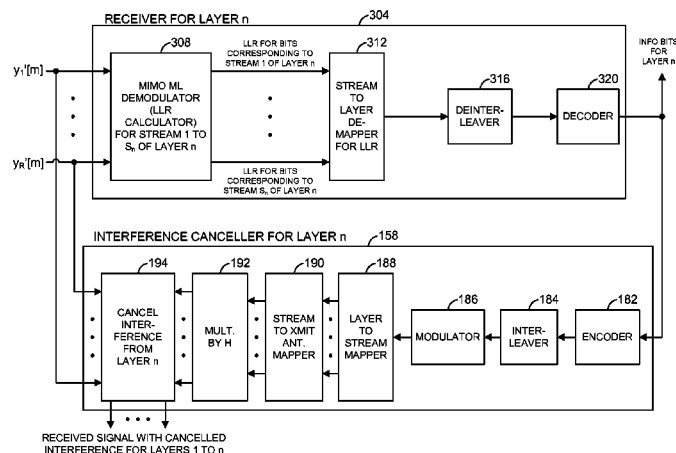 RECEIVER FOR LAYER n
304
308
LLR FOR BITS
CORRESPONDING TO
STREAM 1 OF LAYER n
312
INFO BITS
FOR
LAYER n
y1'[m]
MIMO ML
DEMODULATOR
(LLR
CALCULATOR)
FOR STREAM 1 TO
Sn OF LAYER n
STREAM
TO
LAYER
DE-
MAPPER
FOR LLR
316
DEINTER-
LEAVER
320
DECODER
yR'[m]
LLR FOR BITS
CORRESPONDING TO
STREAM Sn OF LAYER n
INTERFERENCE CANCELLER FOR LAYER n
158
194
CANCEL
INTER-
FERENCE
FROM
LAYER n
192
MULT.
BY H
190
STREAM
TO XMIT
ANT.
MAPPER
188
LAYER
TO
STREAM
MAPPER
186
MODULATOR
184
INTER-
LEAVER
182
ENCODER
RECEIVED SIGNAL WITH CANCELLED
INTERFERENCE FOR LAYERS 1 TO n